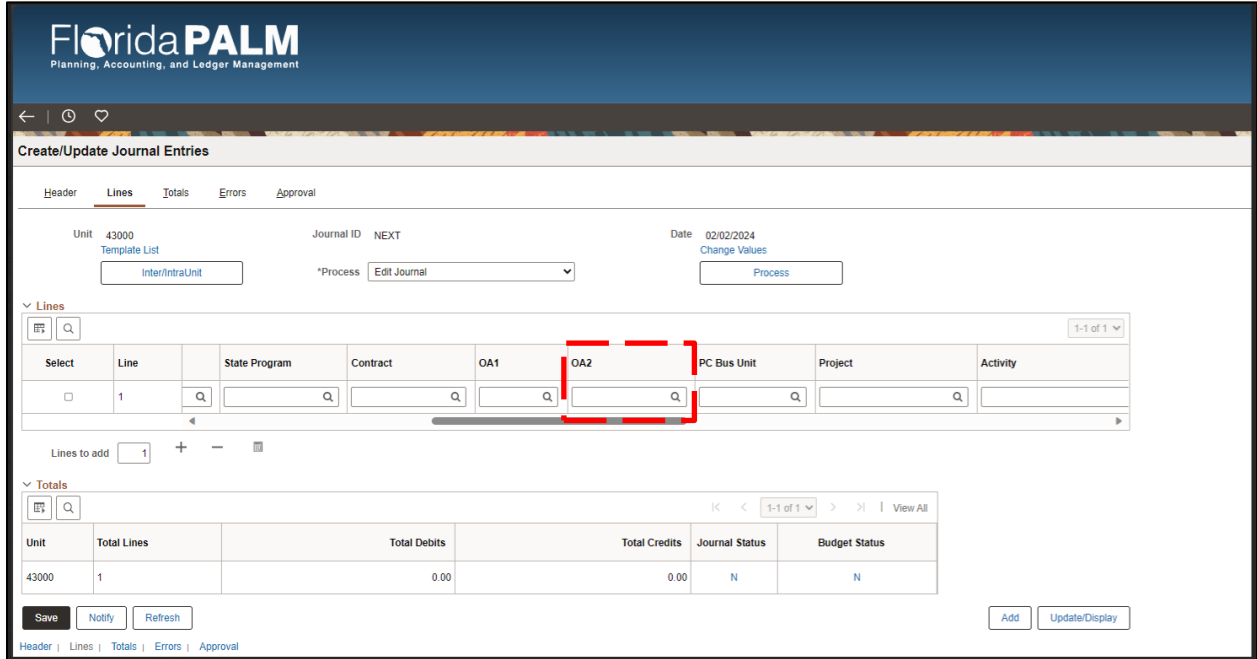 Florida PALM
Planning, Accounting, and Ledger Management
Create/Update Journal Entries
Header Lines Totals Errors Approval
Unit 43000 Journal ID NEXT Date 02/02/2024
Template List Change Values
Inter/IntraUnit *Process Edit Journal Process
Lines
1-1 of 1
Select Line State Program Contract OA1 OA2 PC Bus Unit Project Activity
1
Lines to add 1 + −
Totals
1-1 of 1 | View All
Unit Total Lines Total Debits Total Credits Journal Status Budget Status
43000 1 0.00 0.00 N N
Save Notify Refresh Add Update/Display
Header | Lines | Totals | Errors | Approval